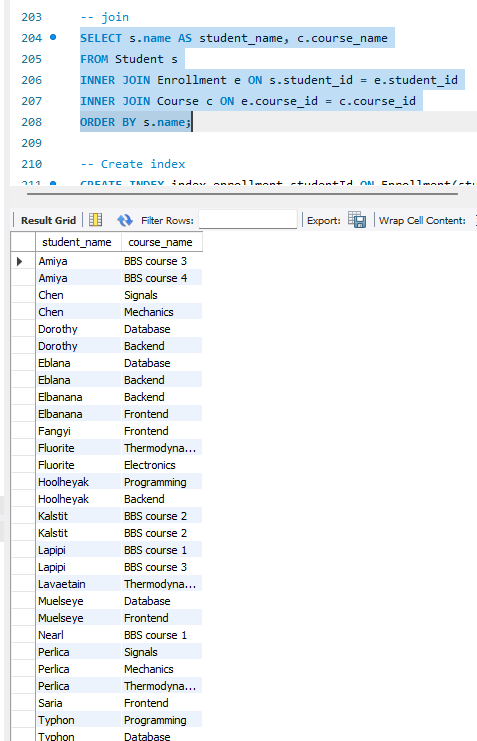 203 -- join
204 SELECT s.name AS student_name, c.course_name
205 FROM Student s
206 INNER JOIN Enrollment e ON s.student_id = e.student_id
207 INNER JOIN Course c ON e.course_id = c.course_id
208 ORDER BY s.name;
209
210 -- Create index
211 CREATE INDEX index_enrollment_studentId ON Enrollment(stu
Result Grid Filter Rows: Export: Wrap Cell Content:
student_name course_name
Amiya BBS course 3
Amiya BBS course 4
Chen Signals
Chen Mechanics
Dorothy Database
Dorothy Backend
Eblana Database
Eblana Backend
Elbanana Backend
Elbanana Frontend
Fangyi Frontend
Fluorite Thermodyna...
Fluorite Electronics
Hoolheyak Programming
Hoolheyak Backend
Kalstit BBS course 2
Kalstit BBS course 2
Lapipi BBS course 1
Lapipi BBS course 3
Lavaetain Thermodyna...
Muelseye Database
Muelseye Frontend
Nearl BBS course 1
Perlica Signals
Perlica Mechanics
Perlica Thermodyna...
Saria Frontend
Typhon Programming
Typhon Database